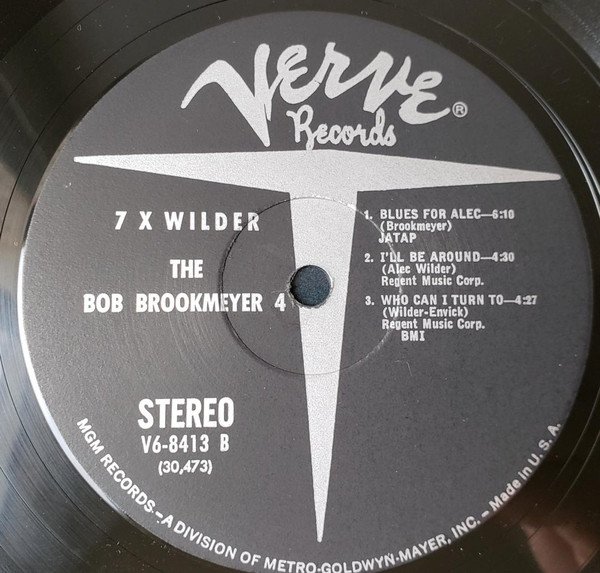 Verve®
Records
7 X WILDER
THE
BOB BROOKMEYER 4
STEREO
V6-8413 B
(30,473)
1. BLUES FOR ALEC—6:10
(Brookmeyer)
JATAP
2. I'LL BE AROUND—4:30
(Alec Wilder)
Regent Music Corp.
3. WHO CAN I TURN TO—4:27
(Wilder-Envick)
Regent Music Corp.
BMI
MGM RECORDS—A DIVISION OF METRO-GOLDWYN-MAYER, INC. - Made in U. S. A.